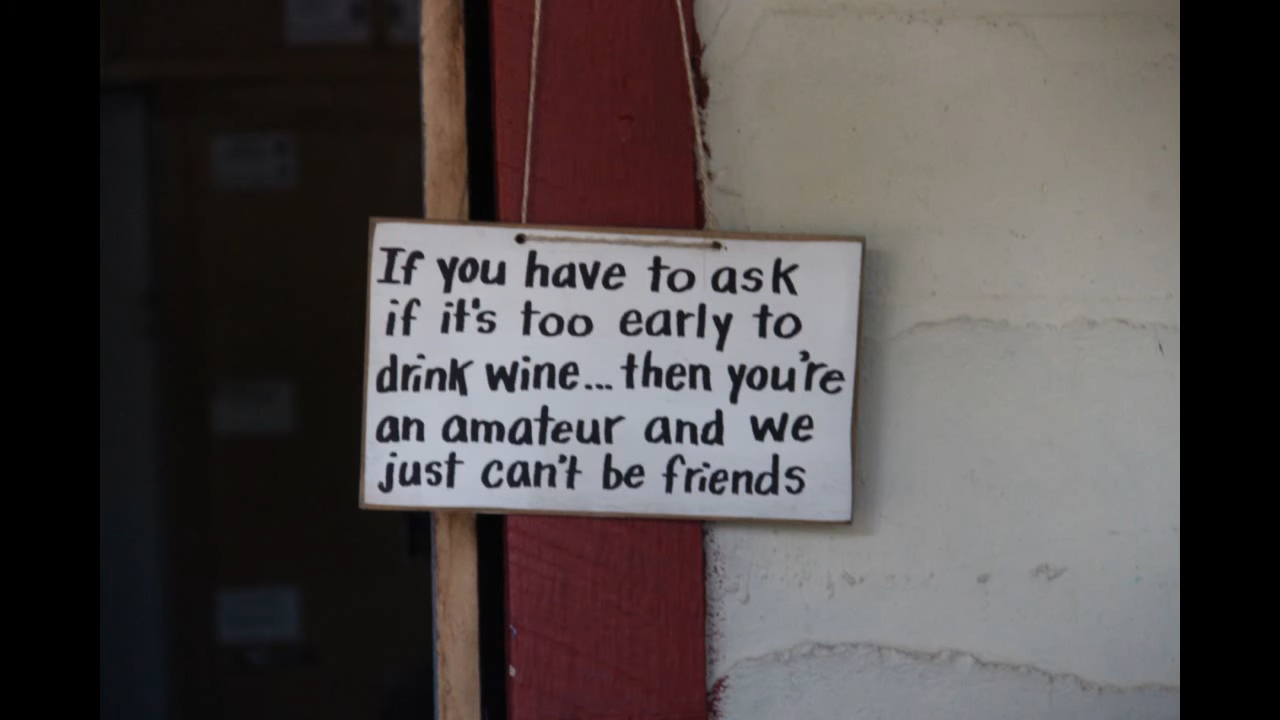 If you have to ask
if it's too early to
drink wine... then you're
an amateur and we
just can't be friends